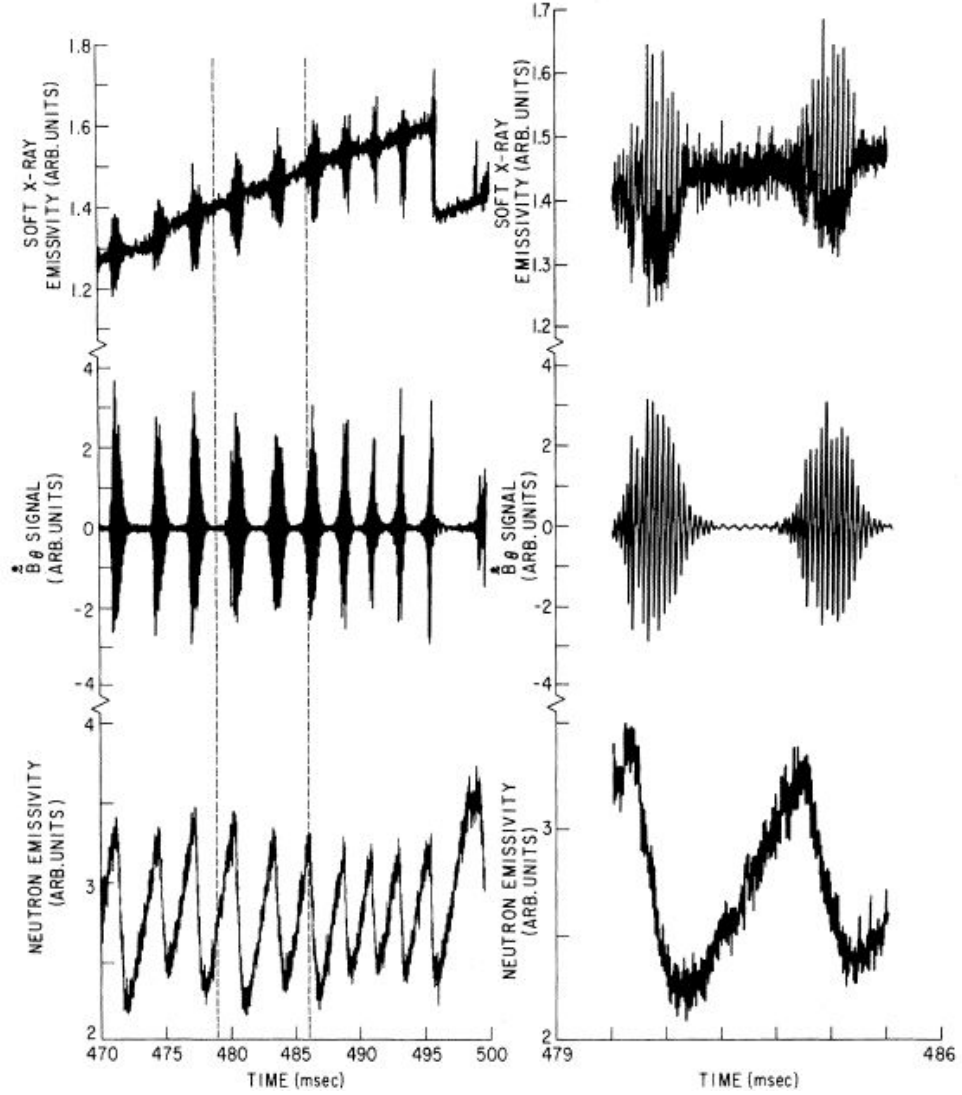 1.8
1.6
1.4
1.2
SOFT X-RAY
EMISSIVITY (ARB. UNITS)
4
2
0
-2
-4
B̃ θ SIGNAL
(ARB. UNITS)
4
3
2
NEUTRON EMISSIVITY
(ARB. UNITS)
470 475 480 485 490 495 500
TIME (msec)
1.7
1.6
1.5
1.4
1.3
1.2
SOFT X-RAY
EMISSIVITY (ARB. UNITS)
4
2
0
-2
-4
B̃ θ SIGNAL
(ARB. UNITS)
3
2
NEUTRON EMISSIVITY
(ARB. UNITS)
479 486
TIME (msec)